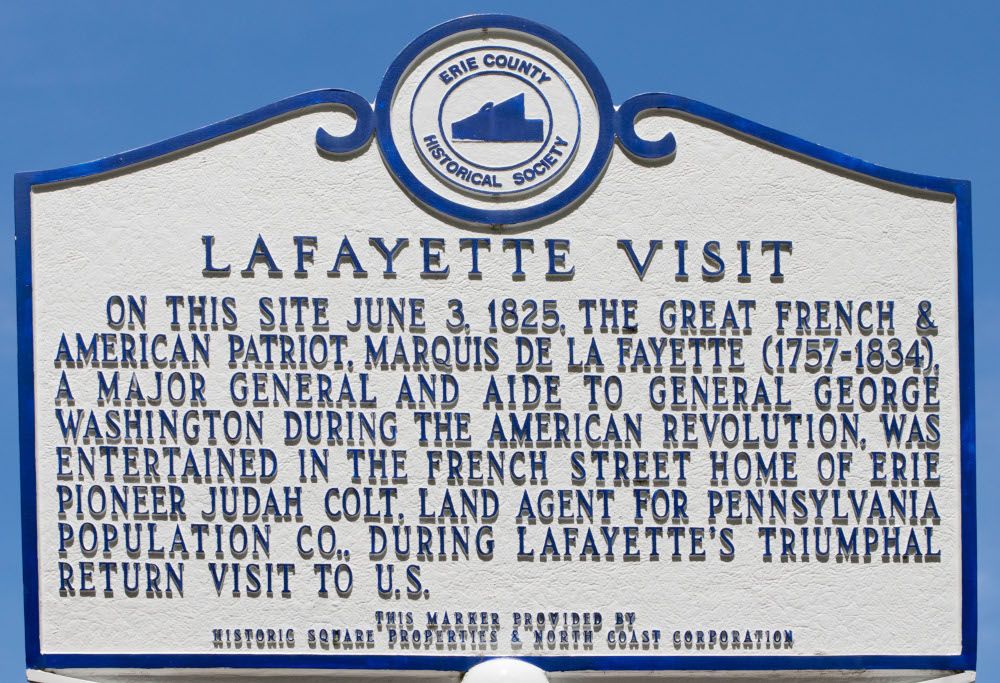 ERIE COUNTY
HISTORICAL SOCIETY
LAFAYETTE VISIT
ON THIS SITE JUNE 3, 1825, THE GREAT FRENCH &
AMERICAN PATRIOT, MARQUIS DE LA FAYETTE (1757-1834),
A MAJOR GENERAL AND AIDE TO GENERAL GEORGE
WASHINGTON DURING THE AMERICAN REVOLUTION, WAS
ENTERTAINED IN THE FRENCH STREET HOME OF ERIE
PIONEER JUDAH COLT, LAND AGENT FOR PENNSYLVANIA
POPULATION CO., DURING LAFAYETTE'S TRIUMPHAL
RETURN VISIT TO U.S.
THIS MARKER PROVIDED BY
HISTORIC SQUARE PROPERTIES & NORTH COAST CORPORATION